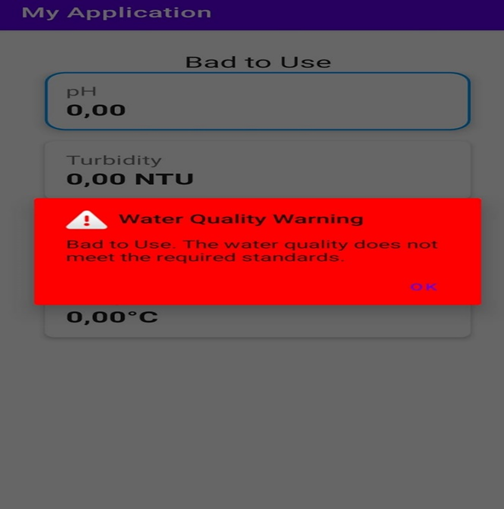 My Application
Bad to Use
pH
0,00
Turbidity
0,00 NTU
Water Quality Warning
Bad to Use. The water quality does not
meet the required standards.
OK
0,00°C